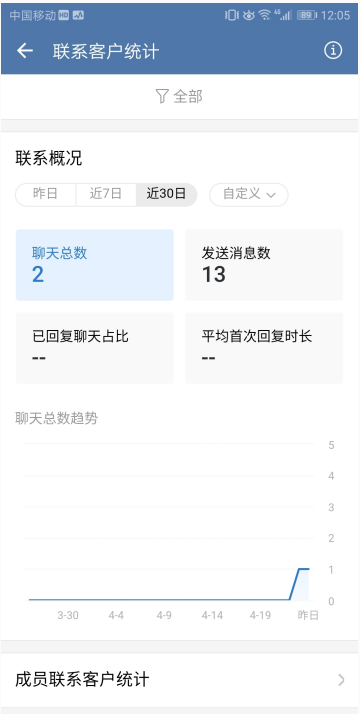 中国移动 HD 4G 89 12:05
联系客户统计
全部
联系概况
昨日 近7日 近30日 自定义
聊天总数 发送消息数
2 13
已回复聊天占比 平均首次回复时长
-- --
聊天总数趋势
5
4
3
2
1
0
3-30 4-4 4-9 4-14 4-19 昨日
成员联系客户统计